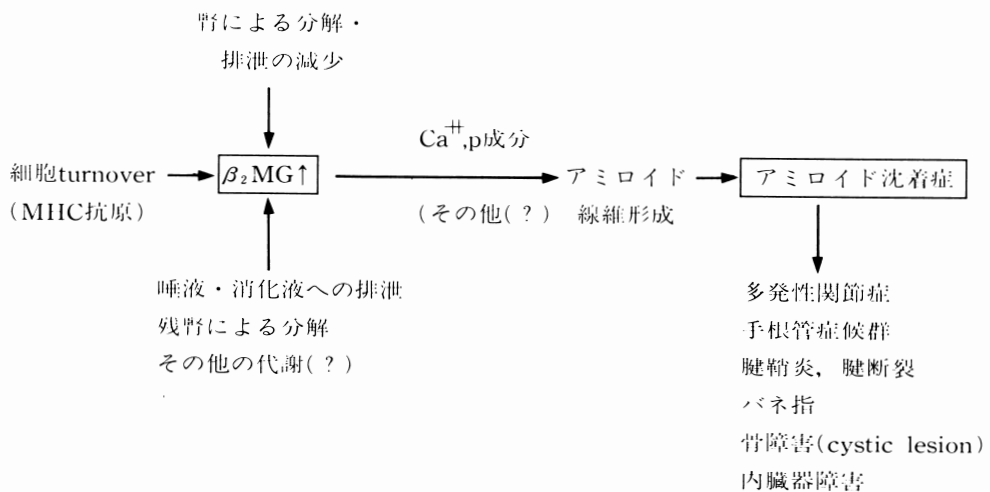 腎による分解・
排泄の減少
Ca⁺⁺,p成分
細胞turnover
(MHC抗原)
β₂MG↑
(その他(?)
アミロイド
線維形成
アミロイド沈着症
唾液・消化液への排泄
残腎による分解
その他の代謝(?)
多発性関節症
手根管症候群
腱鞘炎, 腱断裂
バネ指
骨障害(cystic lesion)
内臓器障害